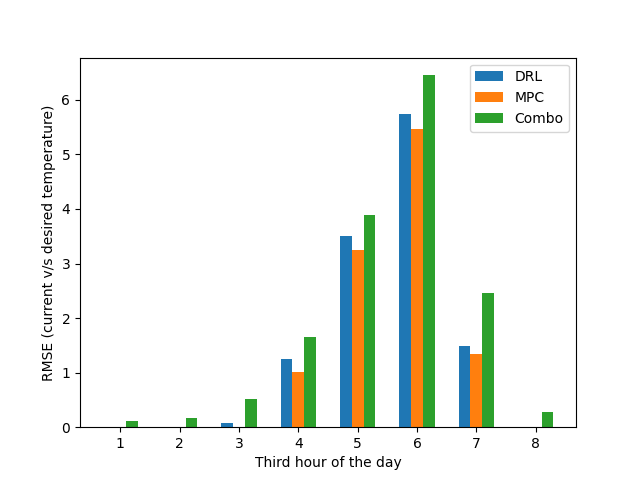 DRL
MPC
Combo
RMSE (current v/s desired temperature)
6
5
4
3
2
1
0
1 2 3 4 5 6 7 8
Third hour of the day